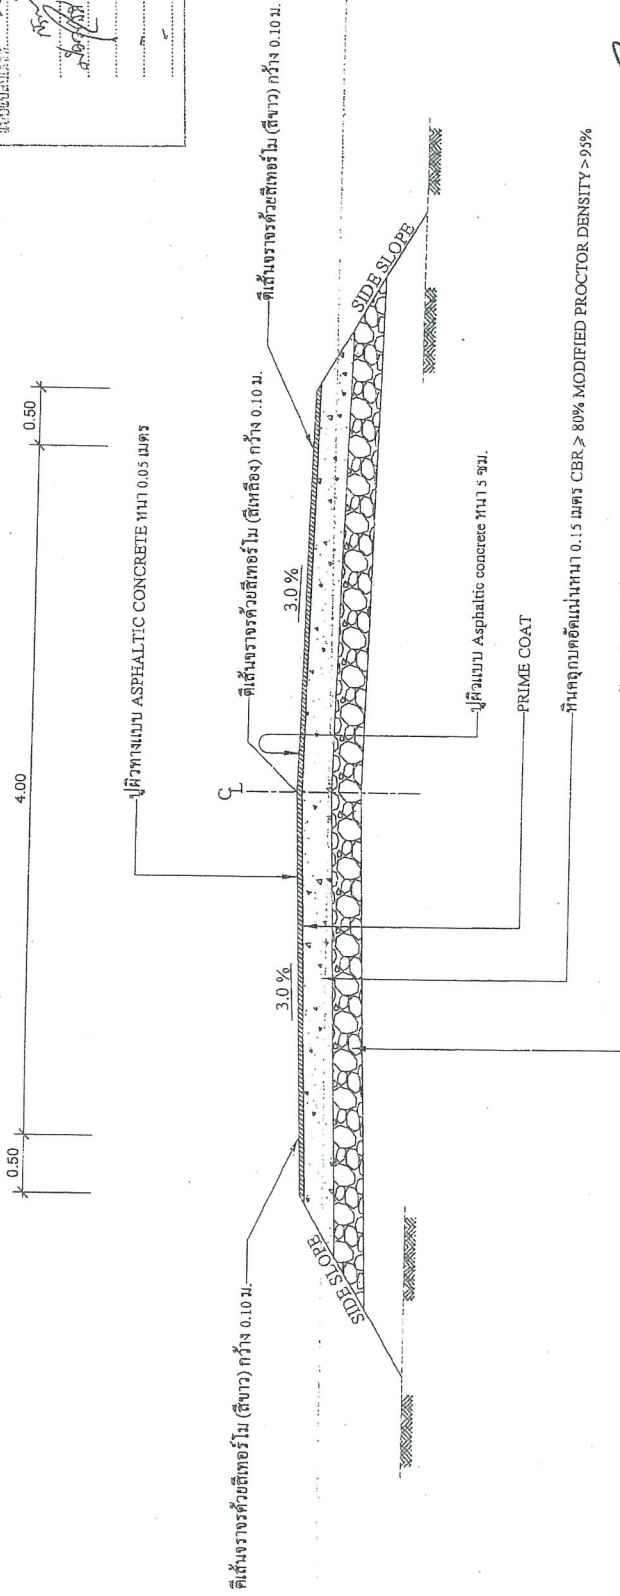 0.50
4.00
0.50
ปูผิวทางแบบ ASPHALTIC CONCRETE หนา 0.05 เมตร
ตีเส้นจราจรด้วยสีเทอร์โม (สีขาว) กว้าง 0.10 ม.
ตีเส้นจราจรด้วยสีเทอร์โม (สีเหลือง) กว้าง 0.10 ม.
ตีเส้นจราจรด้วยสีเทอร์โม (สีขาว) กว้าง 0.10 ม.
CL
3.0 %
3.0 %
SIDE SLOPE
SIDE SLOPE
ปูผิวแบบ Asphaltic concrete หนา 5 ซม.
PRIME COAT
หินคลุกบดอัดแน่นหนา 0.15 เมตร CBR ≥ 80% MODIFIED PROCTOR DENSITY > 95%